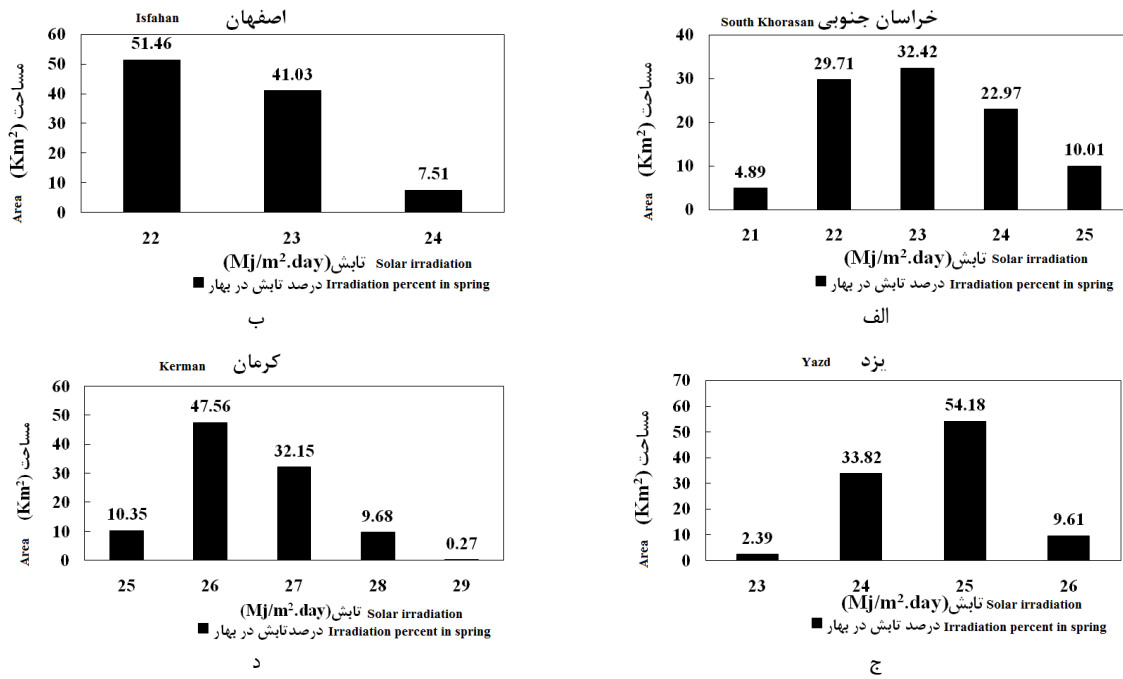 Isfahan اصفهان
مساحت (Km²) Area
60
50
40
30
20
10
0
51.46
41.03
7.51
22 23 24
تابش(Mj/m².day) Solar irradiation
درصد تابش در بهار Irradiation percent in spring
ب
South Khorasan خراسان جنوبی
مساحت (Km²) Area
40
30
20
10
0
4.89
29.71
32.42
22.97
10.01
21 22 23 24 25
تابش(Mj/m².day) Solar irradiation
درصد تابش در بهار Irradiation percent in spring
الف
Kerman کرمان
مساحت (Km²) Area
60
50
40
30
20
10
0
10.35
47.56
32.15
9.68
0.27
25 26 27 28 29
تابش(Mj/m².day) Solar irradiation
درصدتابش در بهار Irradiation percent in spring
د
Yazd یزد
مساحت (Km²) Area
70
60
50
40
30
20
10
0
2.39
33.82
54.18
9.61
23 24 25 26
تابش(Mj/m².day) Solar irradiation
درصد تابش در بهار Irradiation percent in spring
ج